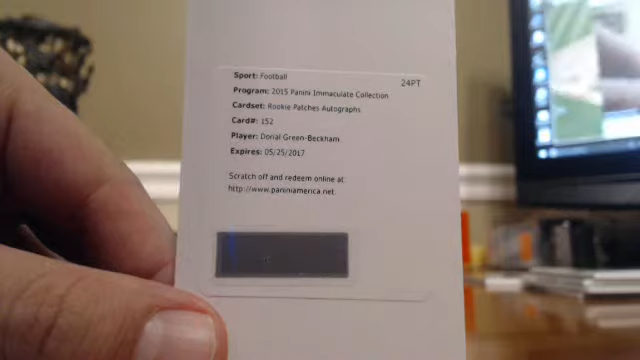 Sport: Football
24PT
Program: 2015 Panini Immaculate Collection
Cardset: Rookie Patches Autographs
Card#: 152
Player: Dorial Green-Beckham
Expires: 05/25/2017
Scratch off and redeem online at:
http://www.paniniamerica.net.